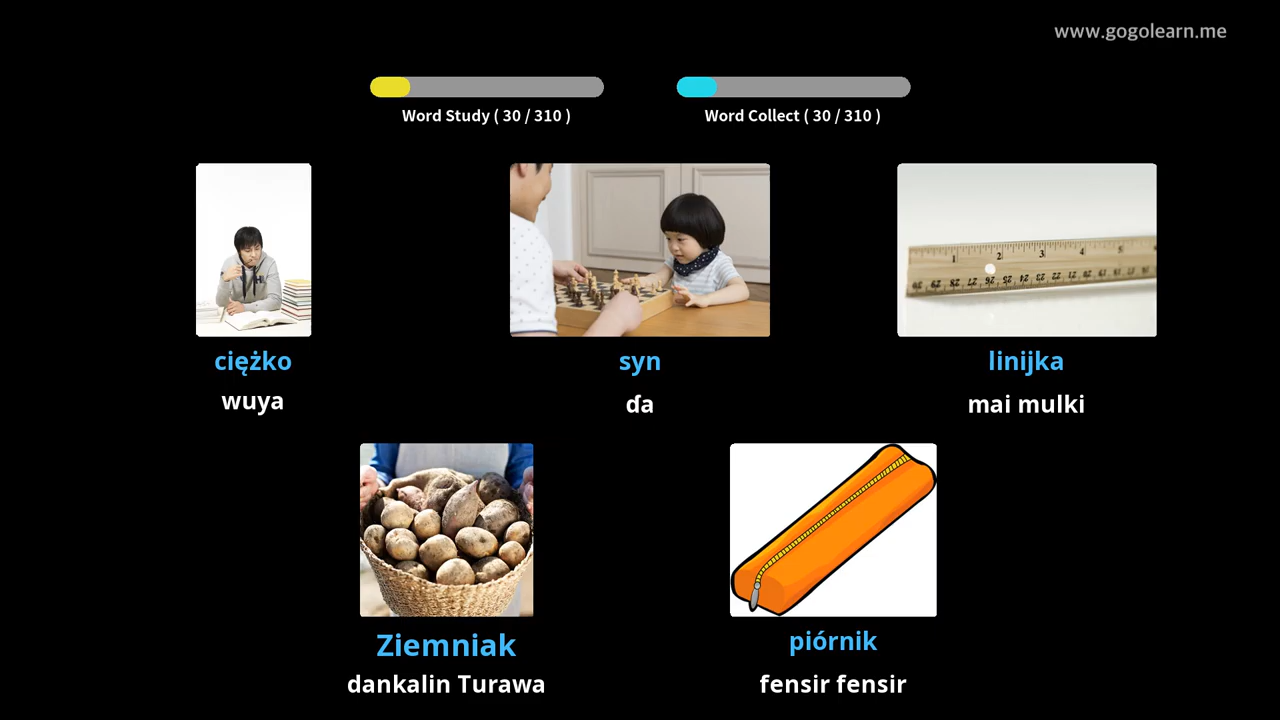 www.gogolearn.me
Word Study ( 30 / 310 )
Word Collect ( 30 / 310 )
ciężko
wuya
syn
ɗa
linijka
mai mulki
Ziemniak
dankalin Turawa
piórnik
fensir fensir